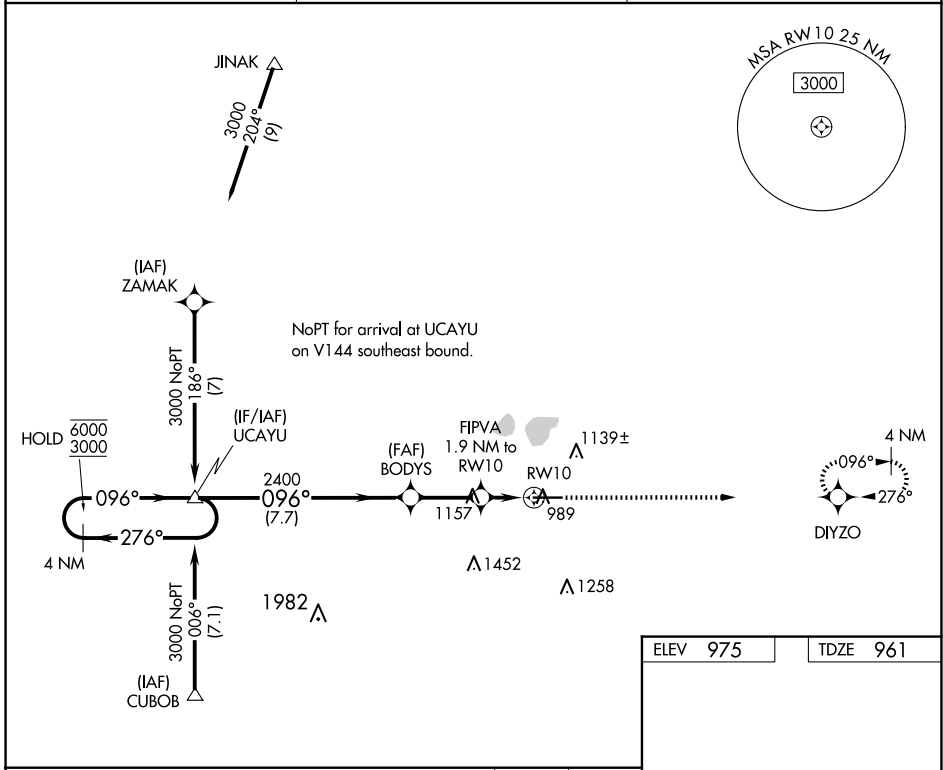 JINAK
3000
204°
(9)
MSA RW10 25 NM
3000
(IAF)
ZAMAK
3000 NoPT
186°
(7)
NoPT for arrival at UCAYU
on V144 southeast bound.
HOLD 6000
3000
(IF/IAF)
UCAYU
096°
276°
4 NM
2400
096°
(7.7)
(FAF)
BODYS
FIPVA
1.9 NM to
RW10
1157
RW10
989
1139±
1452
1258
1982
096°
4 NM
276°
DIYZO
3000 NoPT
006°
(7.1)
(IAF)
CUBOB
ELEV 975
TDZE 961